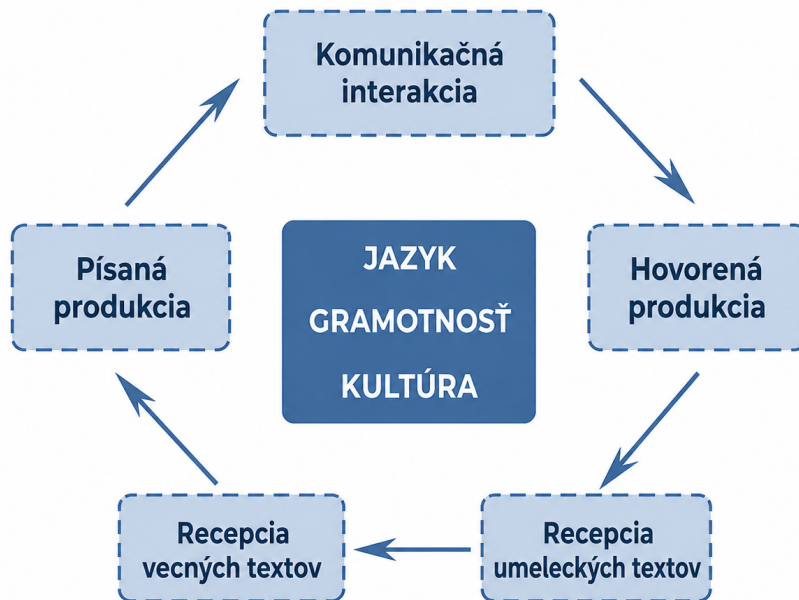 Komunikačná
interakcia
Písaná
produkcia
JAZYK
GRAMOTNOSŤ
KULTÚRA
Hovorená
produkcia
Recepcia
vecných textov
Recepcia
umeleckých textov